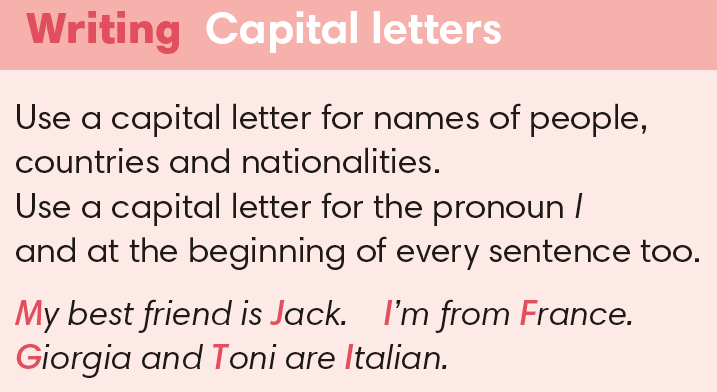 Writing Capital letters
Use a capital letter for names of people,
countries and nationalities.
Use a capital letter for the pronoun I
and at the beginning of every sentence too.
My best friend is Jack. I’m from France.
Giorgia and Toni are Italian.